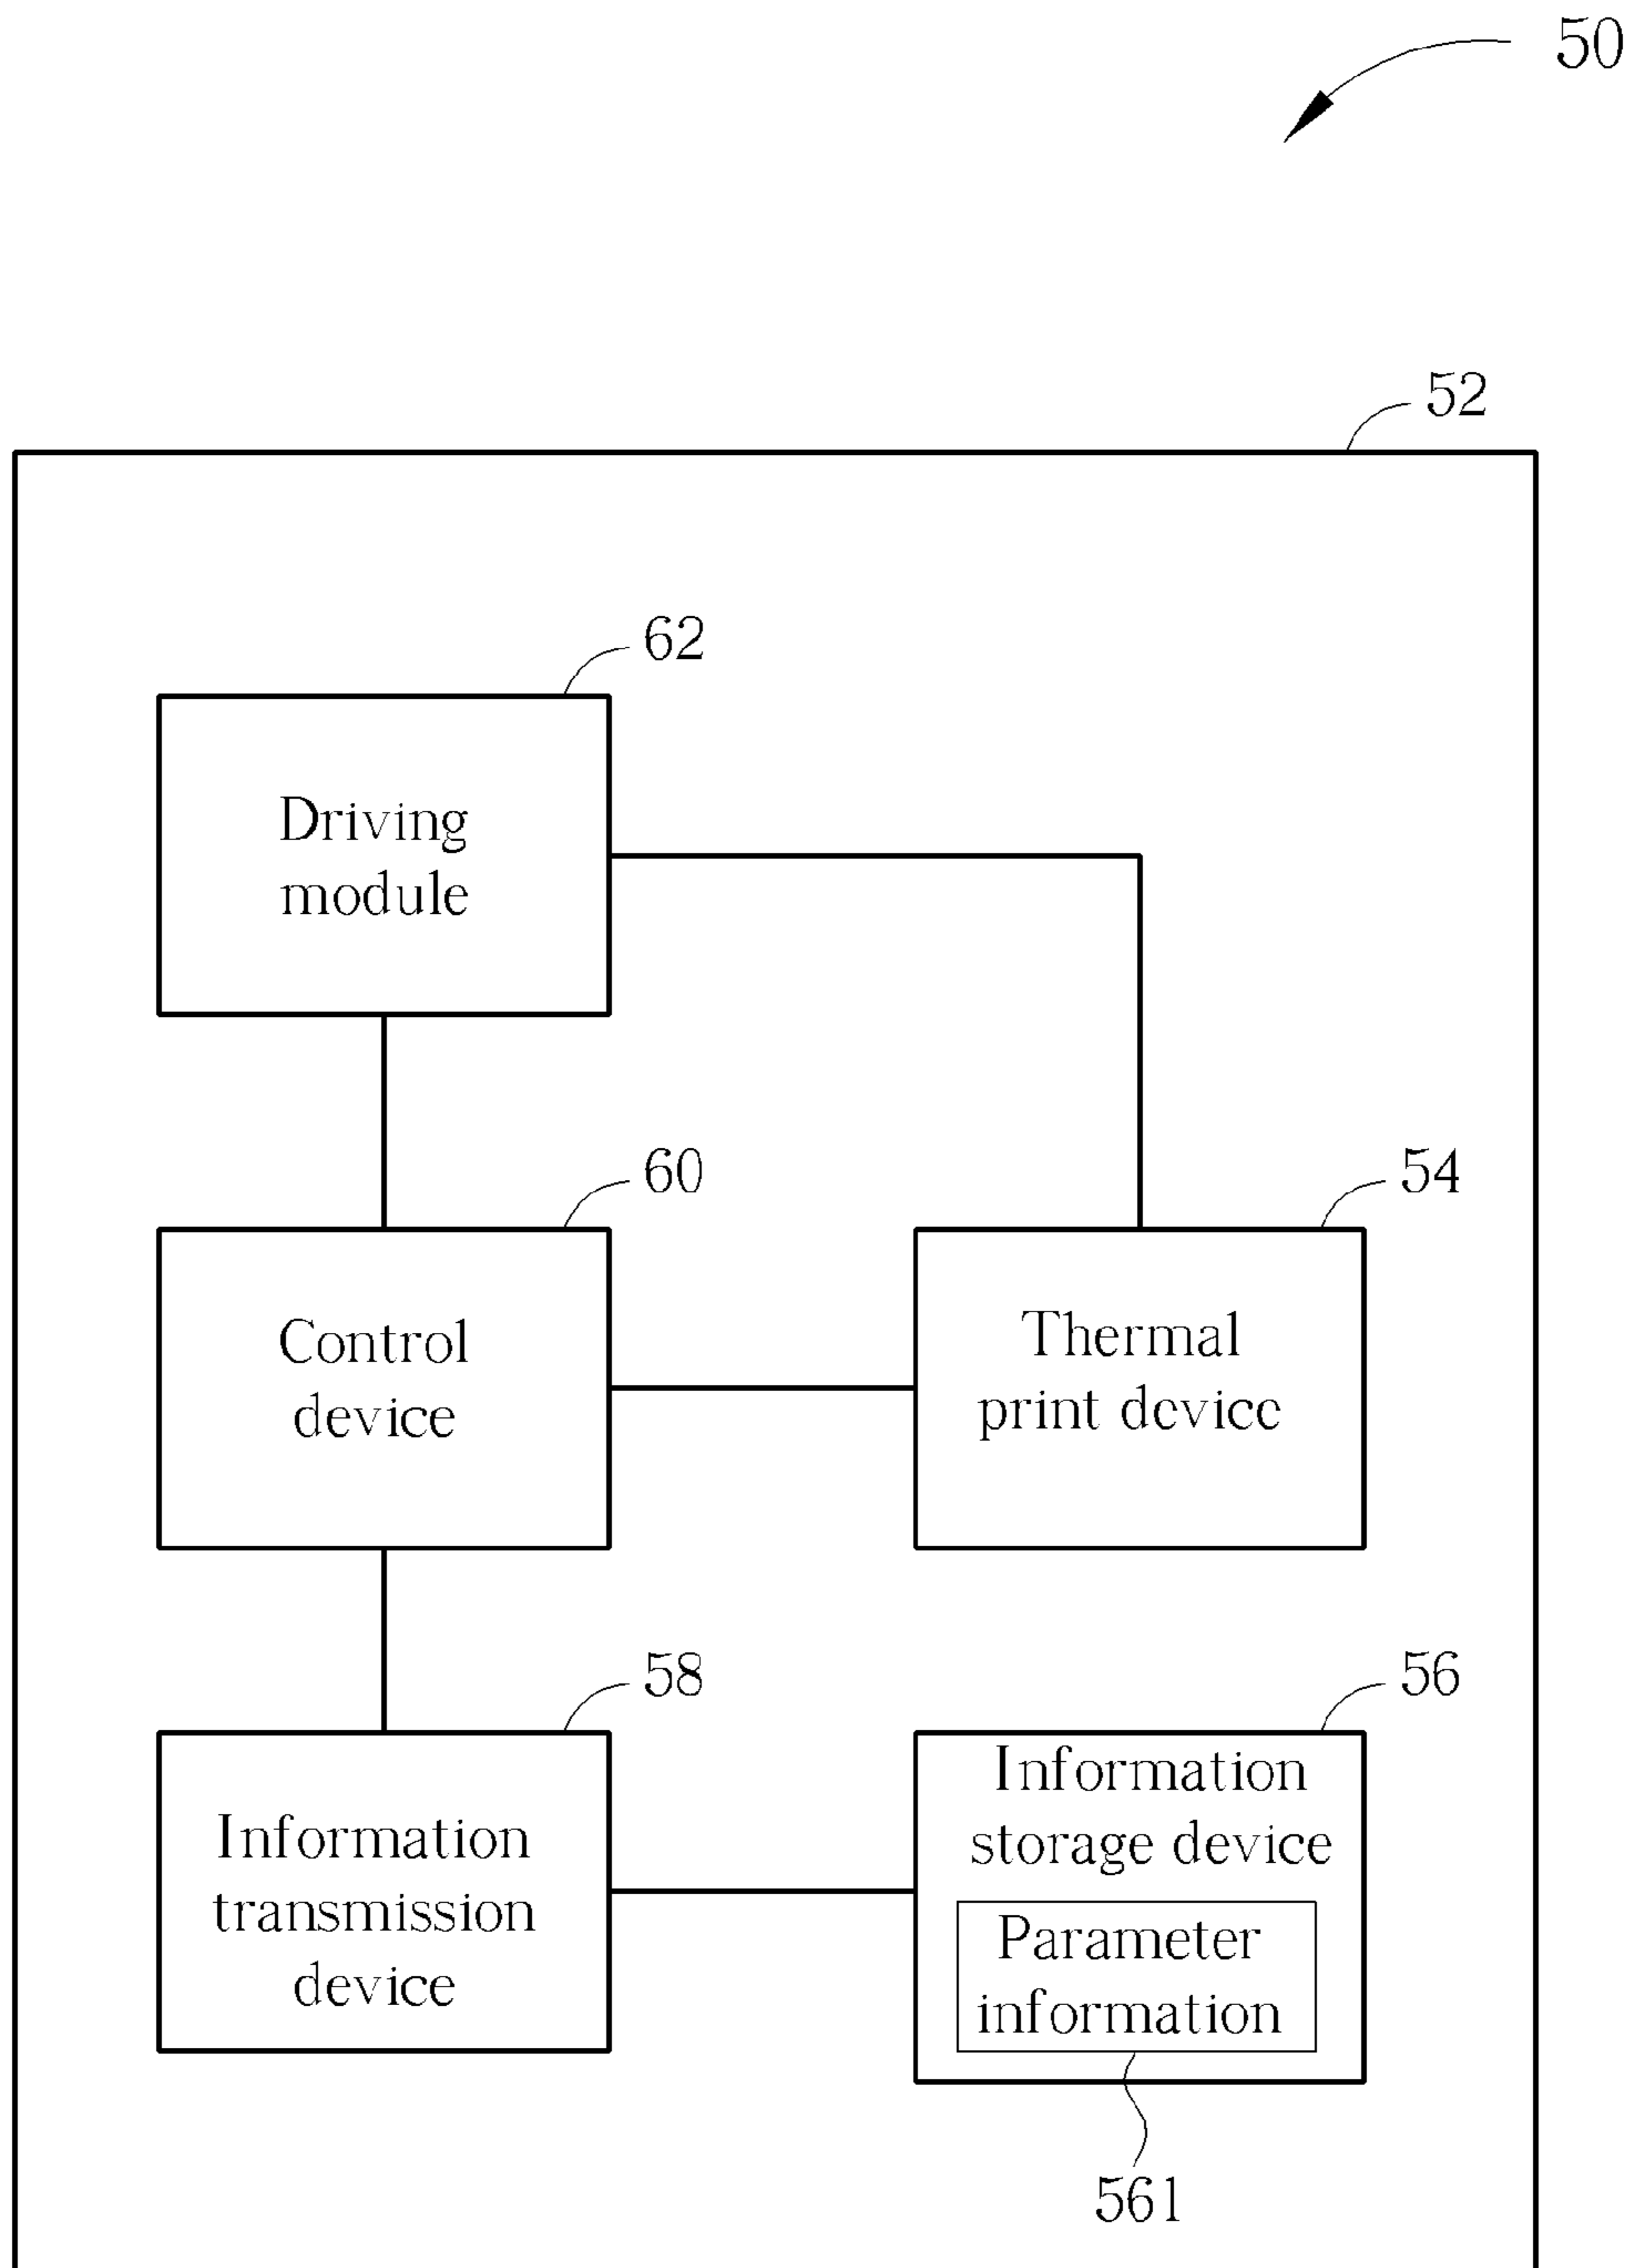 50
52
62
Driving
module
60
54
Control
device
Thermal
print device
58
56
Information
transmission
device
Information
storage device
Parameter
information
561